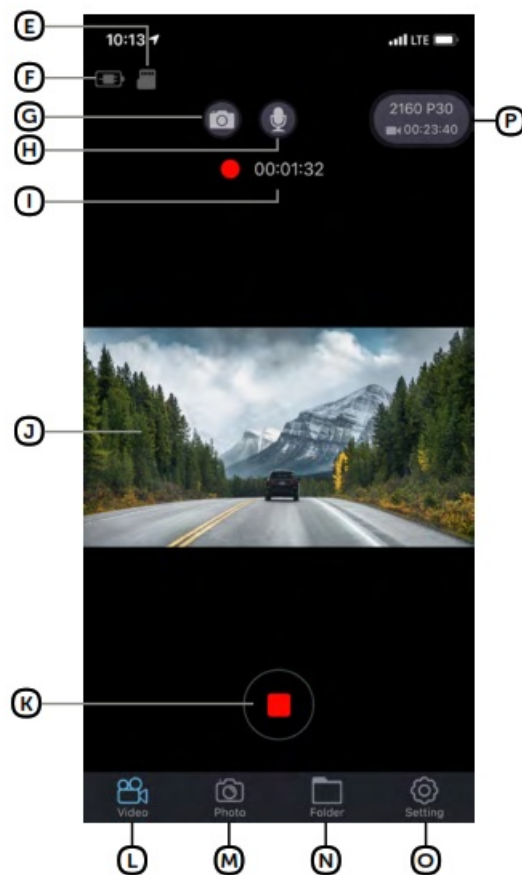 E
10:13 LTE
F
G
2160 P30
P
00:23:40
H
00:01:32
I
J
K
Video Photo Folder Setting
L M N O